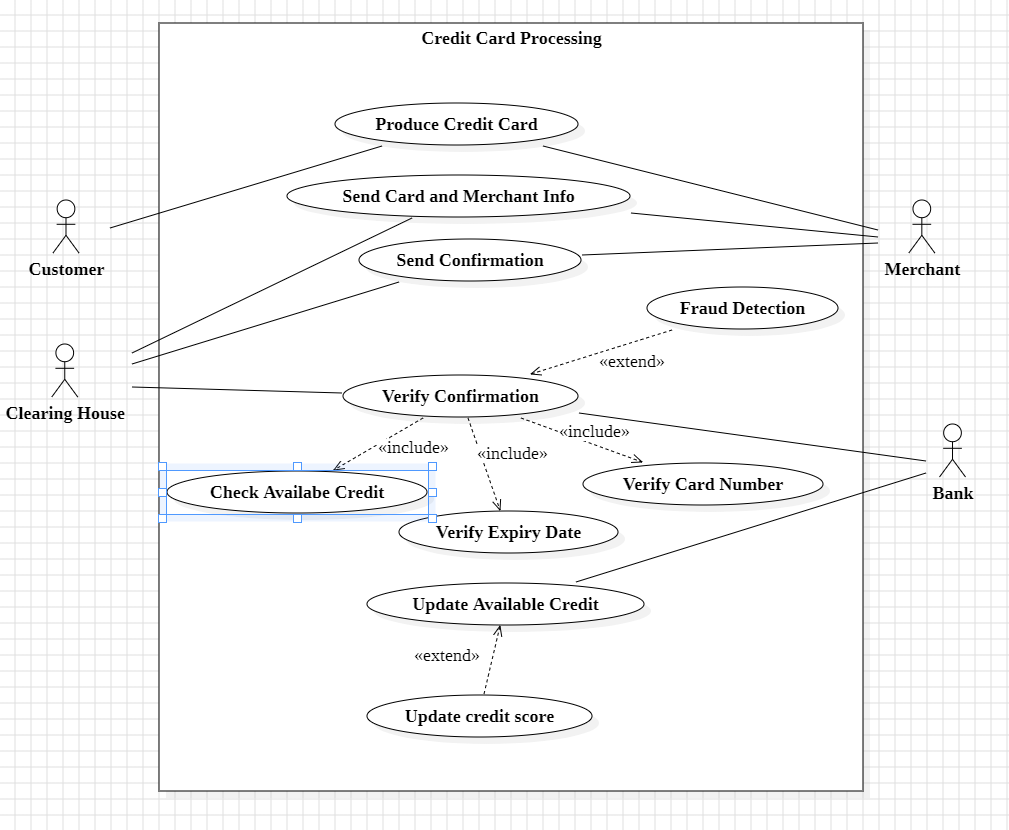 Credit Card Processing
Produce Credit Card
Send Card and Merchant Info
Customer
Merchant
Send Confirmation
Fraud Detection
«extend»
Clearing House
Verify Confirmation
«include»
«include»
«include»
Check Availabe Credit
Verify Card Number
Bank
Verify Expiry Date
Update Available Credit
«extend»
Update credit score